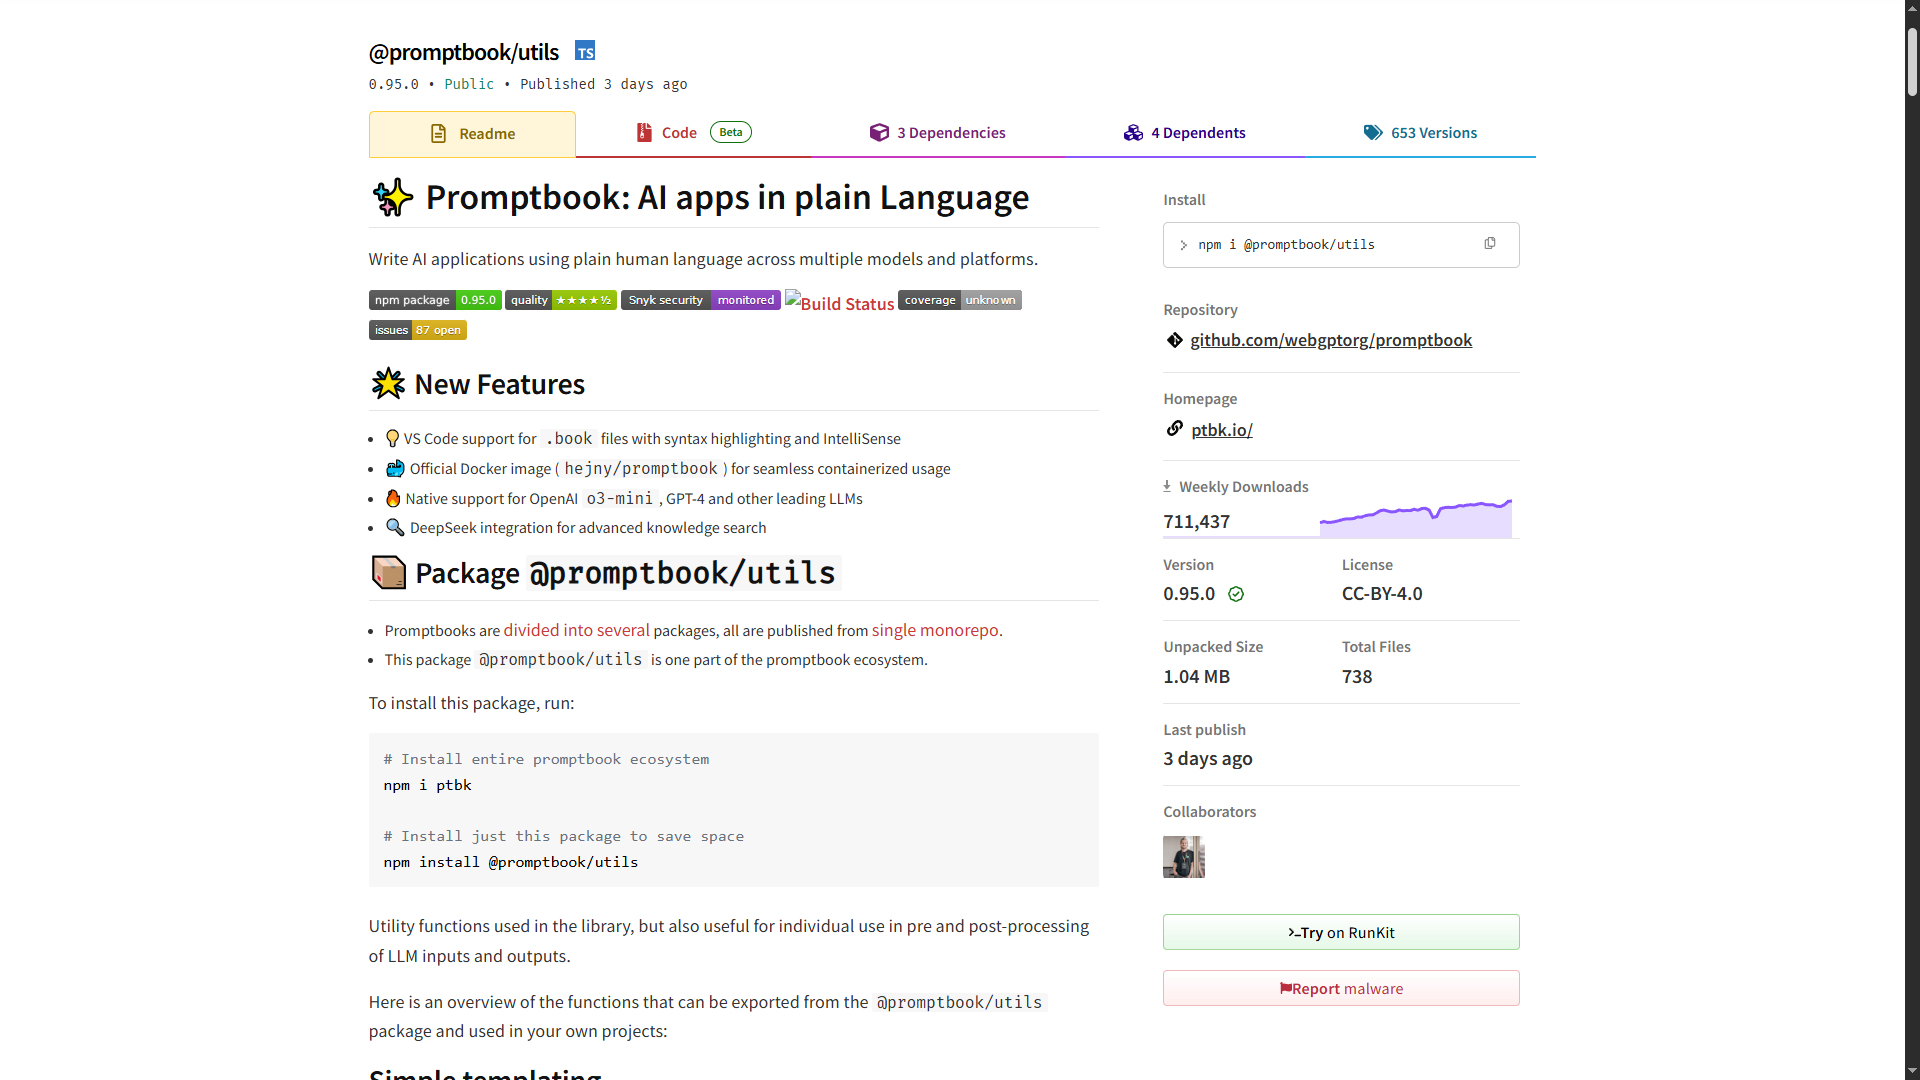 @promptbook/utils TS
0.95.0 • Public • Published 3 days ago
Readme
Code Beta
3 Dependencies
4 Dependents
653 Versions
✨ Promptbook: AI apps in plain Language
Write AI applications using plain human language across multiple models and platforms.
npm package 0.95.0 quality ★★★★½ Snyk security monitored Build Status coverage unknown
issues 87 open
🌟 New Features
• 💡 VS Code support for .book files with syntax highlighting and IntelliSense
• 🐳 Official Docker image ( hejny/promptbook ) for seamless containerized usage
• 🔥 Native support for OpenAI o3-mini , GPT-4 and other leading LLMs
• 🔍 DeepSeek integration for advanced knowledge search
📦 Package @promptbook/utils
• Promptbooks are divided into several packages, all are published from single monorepo.
• This package @promptbook/utils is one part of the promptbook ecosystem.
To install this package, run:
# Install entire promptbook ecosystem
npm i ptbk
# Install just this package to save space
npm install @promptbook/utils
Utility functions used in the library, but also useful for individual use in pre and post-processing
of LLM inputs and outputs.
Here is an overview of the functions that can be exported from the @promptbook/utils
package and used in your own projects:
Simple templating
Install
npm i @promptbook/utils
Repository
github.com/webgptorg/promptbook
Homepage
ptbk.io/
Weekly Downloads
711,437
Version
0.95.0
License
CC-BY-4.0
Unpacked Size
1.04 MB
Total Files
738
Last publish
3 days ago
Collaborators
>_Try on RunKit
Report malware